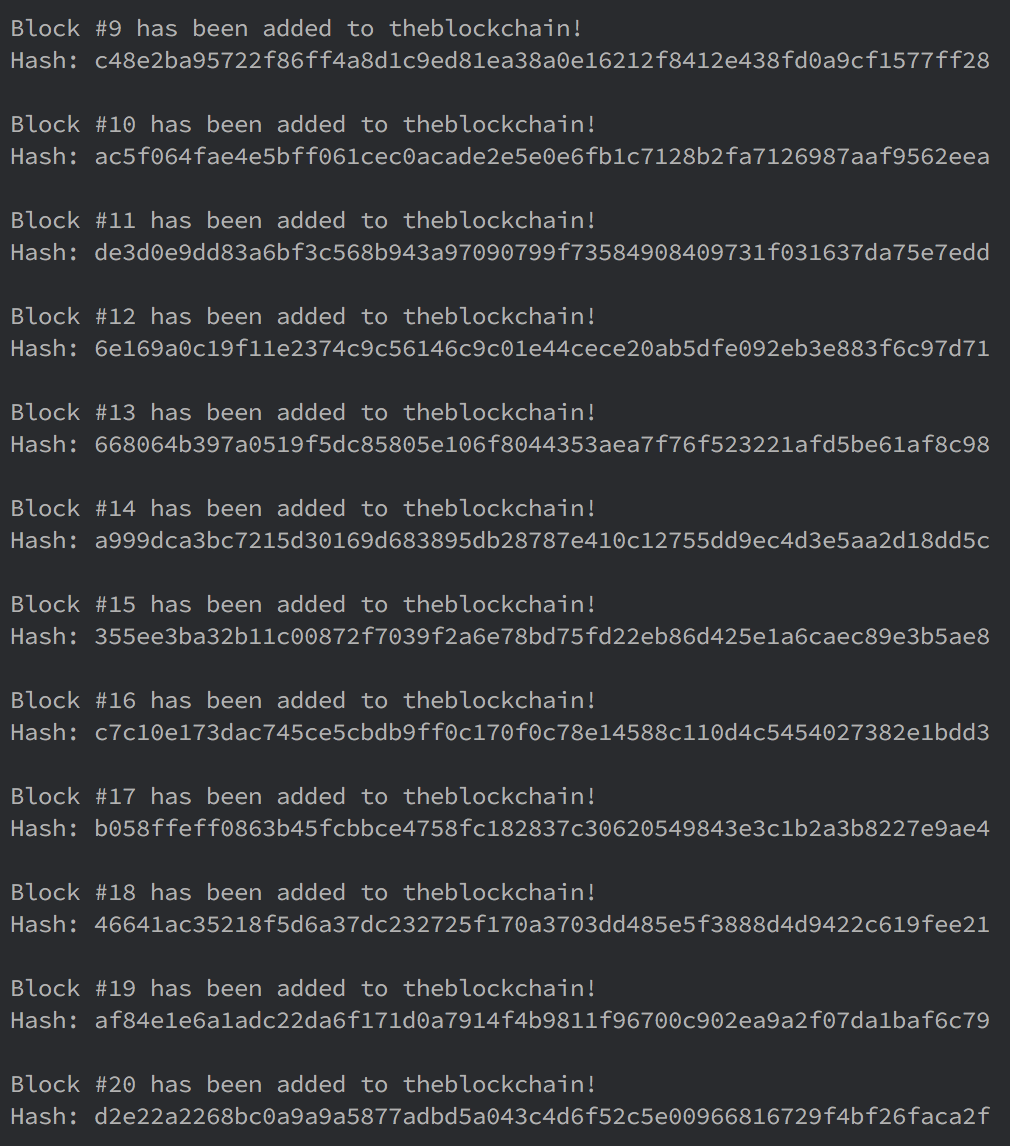 Block #9 has been added to theblockchain!
Hash: c48e2ba95722f86ff4a8d1c9ed81ea38a0e16212f8412e438fd0a9cf1577ff28
Block #10 has been added to theblockchain!
Hash: ac5f064fae4e5bff061cec0acade2e5e0e6fb1c7128b2fa7126987aaf9562eea
Block #11 has been added to theblockchain!
Hash: de3d0e9dd83a6bf3c568b943a97090799f73584908409731f031637da75e7edd
Block #12 has been added to theblockchain!
Hash: 6e169a0c19f11e2374c9c56146c9c01e44cece20ab5dfe092eb3e883f6c97d71
Block #13 has been added to theblockchain!
Hash: 668064b397a0519f5dc85805e106f8044353aea7f76f523221afd5be61af8c98
Block #14 has been added to theblockchain!
Hash: a999dca3bc7215d30169d683895db28787e410c12755dd9ec4d3e5aa2d18dd5c
Block #15 has been added to theblockchain!
Hash: 355ee3ba32b11c00872f7039f2a6e78bd75fd22eb86d425e1a6caec89e3b5ae8
Block #16 has been added to theblockchain!
Hash: c7c10e173dac745ce5cbdb9ff0c170f0c78e14588c110d4c5454027382e1bdd3
Block #17 has been added to theblockchain!
Hash: b058ffeff0863b45fcbbce4758fc182837c30620549843e3c1b2a3b8227e9ae4
Block #18 has been added to theblockchain!
Hash: 46641ac35218f5d6a37dc232725f170a3703dd485e5f3888d4d9422c619fee21
Block #19 has been added to theblockchain!
Hash: af84e1e6a1adc22da6f171d0a7914f4b9811f96700c902ea9a2f07da1baf6c79
Block #20 has been added to theblockchain!
Hash: d2e22a2268bc0a9a9a5877adbd5a043c4d6f52c5e00966816729f4bf26faca2f